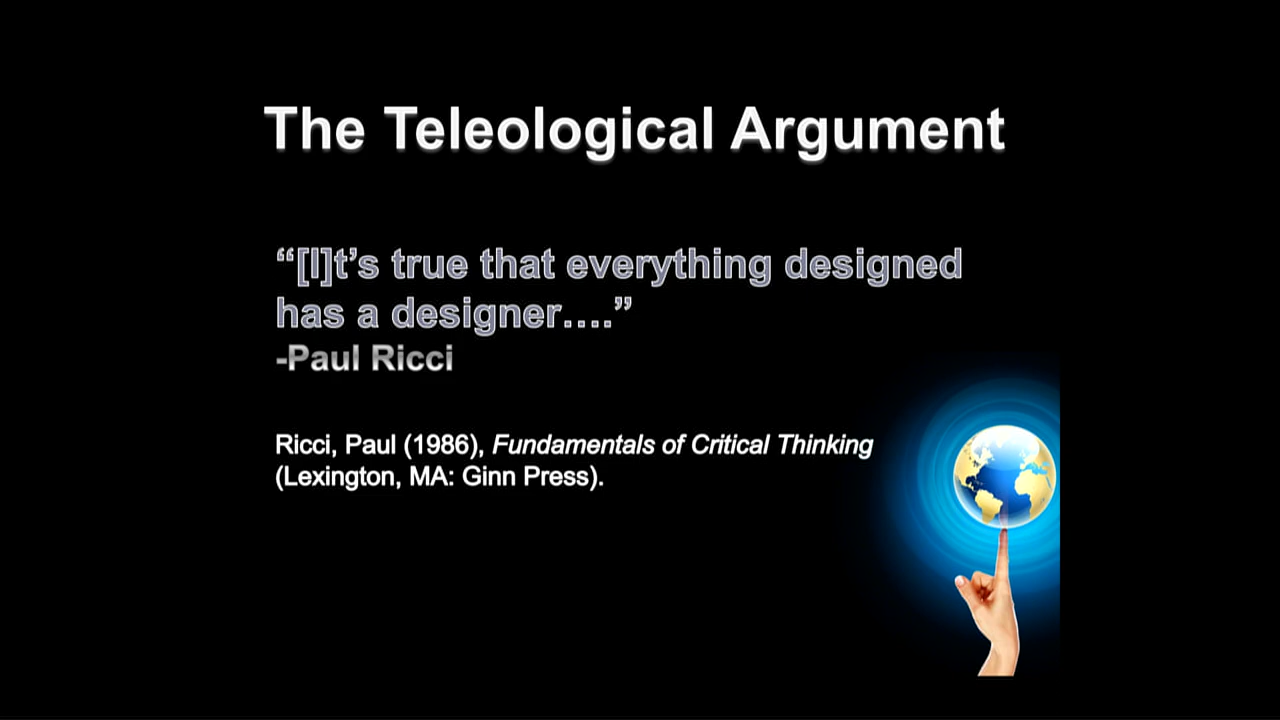 The Teleological Argument
“[I]t’s true that everything designed
has a designer….”
-Paul Ricci
Ricci, Paul (1986), Fundamentals of Critical Thinking
(Lexington, MA: Ginn Press).